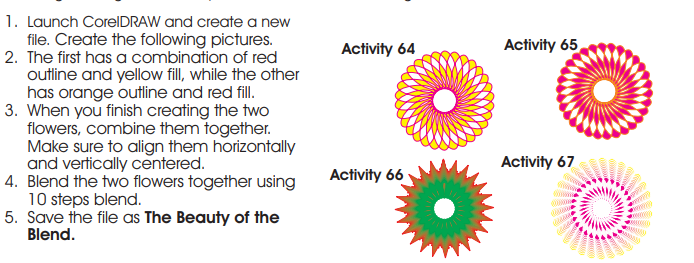 1. Launch CorelDRAW and create a new
file. Create the following pictures.
2. The first has a combination of red
outline and yellow fill, while the other
has orange outline and red fill.
3. When you finish creating the two
flowers, combine them together.
Make sure to align them horizontally
and vertically centered.
4. Blend the two flowers together using
10 steps blend.
5. Save the file as The Beauty of the
Blend.
Activity 64
Activity 65
Activity 66
Activity 67